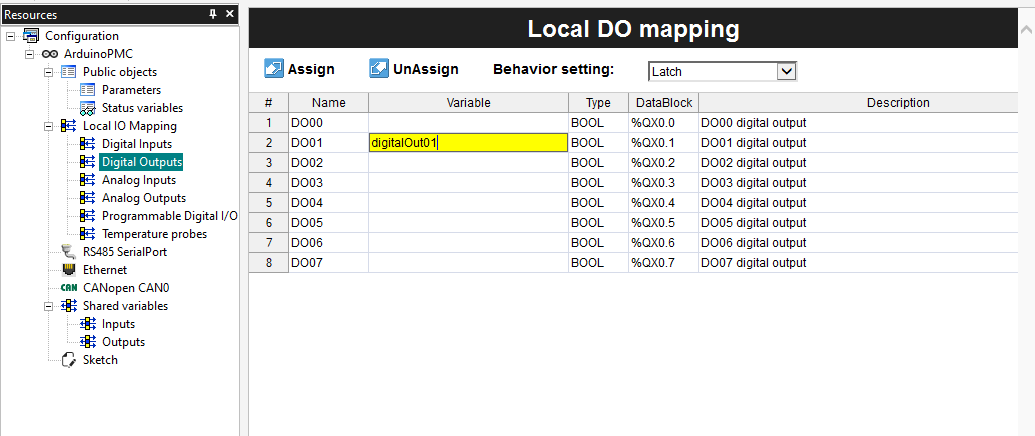 Resources
Configuration
ArduinoPMC
Public objects
Parameters
Status variables
Local IO Mapping
Digital Inputs
Digital Outputs
Analog Inputs
Analog Outputs
Programmable Digital I/O
Temperature probes
RS485 SerialPort
Ethernet
CAN CANopen CAN0
Shared variables
Inputs
Outputs
Sketch
Local DO mapping
Assign UnAssign Behavior setting: Latch
# Name Variable Type DataBlock Description
1 DO00 BOOL %QX0.0 DO00 digital output
2 DO01 digitalOut01 BOOL %QX0.1 DO01 digital output
3 DO02 BOOL %QX0.2 DO02 digital output
4 DO03 BOOL %QX0.3 DO03 digital output
5 DO04 BOOL %QX0.4 DO04 digital output
6 DO05 BOOL %QX0.5 DO05 digital output
7 DO06 BOOL %QX0.6 DO06 digital output
8 DO07 BOOL %QX0.7 DO07 digital output